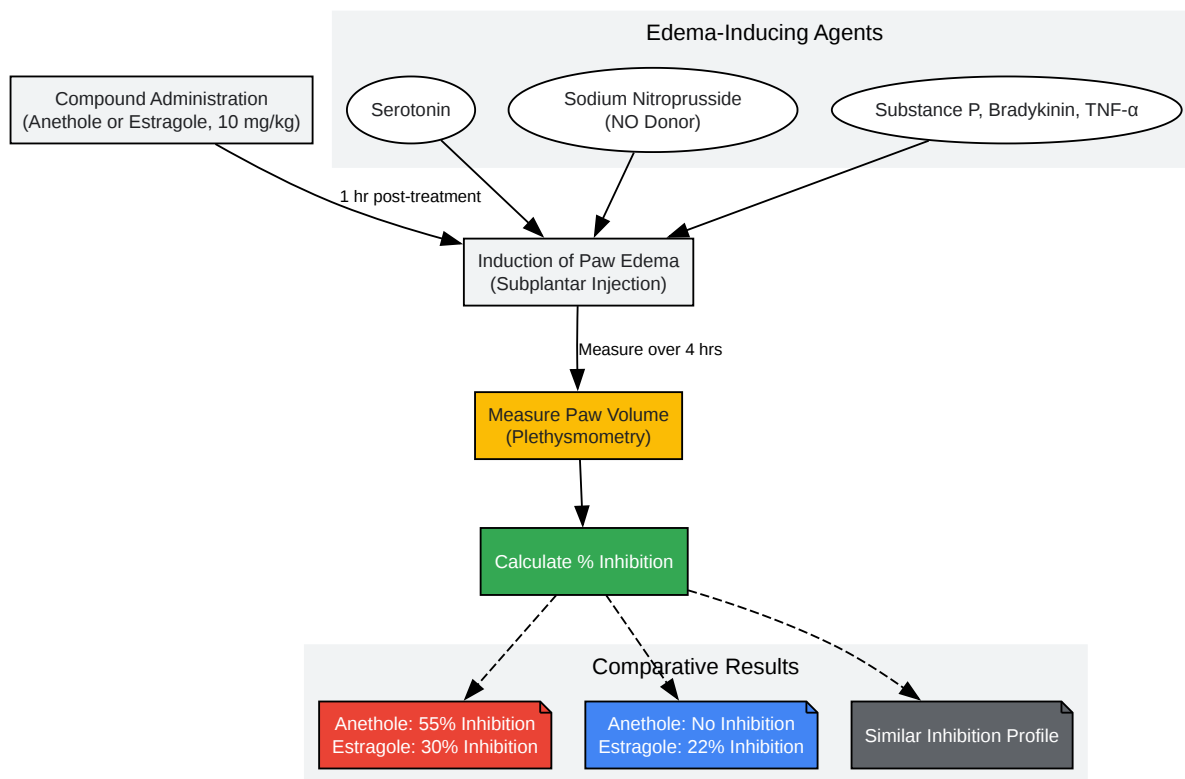 Edema-Inducing Agents
Compound Administration
(Anethole or Estragole, 10 mg/kg)
Serotonin
Sodium Nitroprusside
(NO Donor)
Substance P, Bradykinin, TNF-α
1 hr post-treatment
Induction of Paw Edema
(Subplantar Injection)
Measure over 4 hrs
Measure Paw Volume
(Plethysmometry)
Calculate % Inhibition
Comparative Results
Anethole: 55% Inhibition
Estragole: 30% Inhibition
Anethole: No Inhibition
Estragole: 22% Inhibition
Similar Inhibition Profile